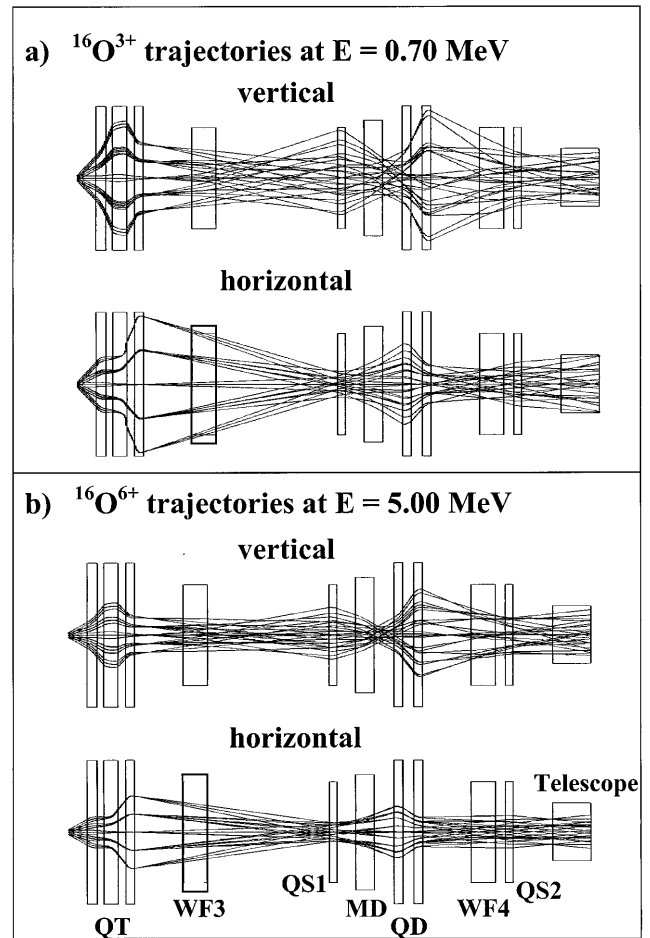 a) ¹⁶O³⁺ trajectories at E = 0.70 MeV
vertical
horizontal
b) ¹⁶O⁶⁺ trajectories at E = 5.00 MeV
vertical
horizontal
Telescope
QT WF3 QS1 MD QD WF4 QS2